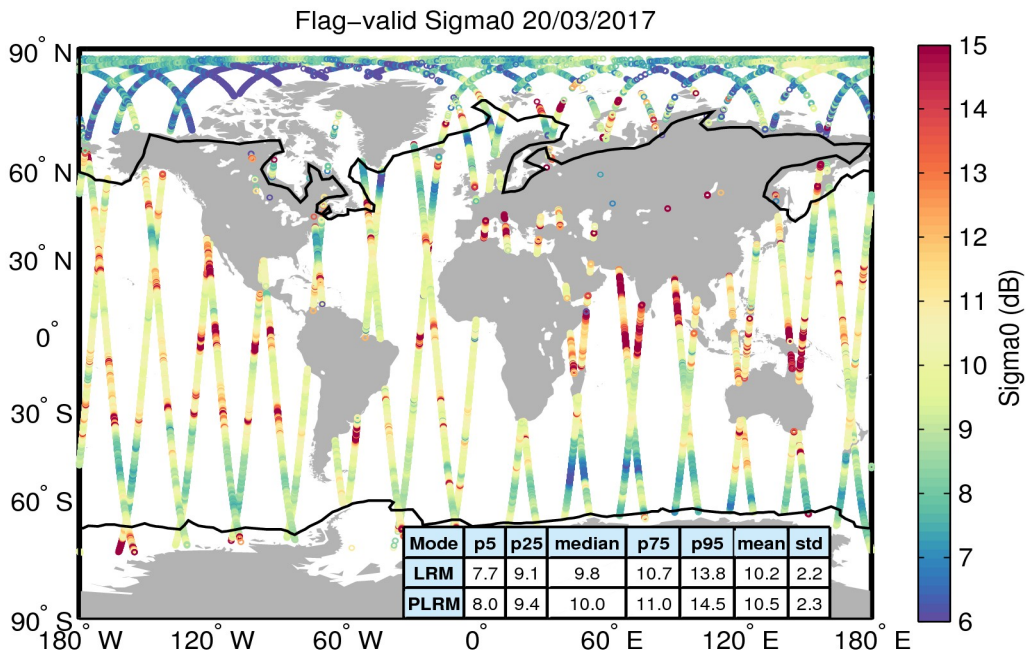 Flag−valid Sigma0 20/03/2017
90° N
60° N
30° N
0°
30° S
60° S
90° S
180° W
120° W
60° W
0°
60° E
120° E
180° E
Mode p5 p25 median p75 p95 mean std
LRM 7.7 9.1 9.8 10.7 13.8 10.2 2.2
PLRM 8.0 9.4 10.0 11.0 14.5 10.5 2.3
15
14
13
12
11
10
9
8
7
6
Sigma0 (dB)